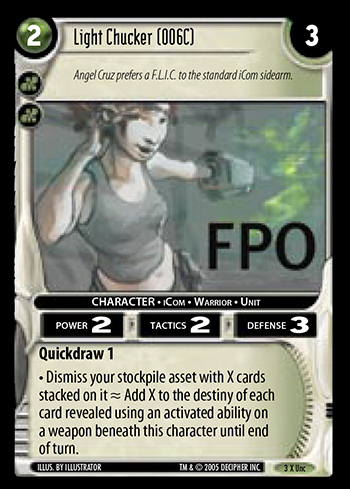 2
Light Chucker (006C)
3
Angel Cruz prefers a F.L.I.C. to the standard iCom sidearm.
FPO
CHARACTER • iCom • Warrior • Unit
POWER 2
TACTICS 2
DEFENSE 3
Quickdraw 1
• Dismiss your stockpile asset with X cards
stacked on it ≈ Add X to the destiny of each
card revealed using an activated ability on
a weapon beneath this character until end
of turn.
ILLUS. BY ILLUSTRATOR
TM & © 2005 DECIPHER INC.
3 X Unc